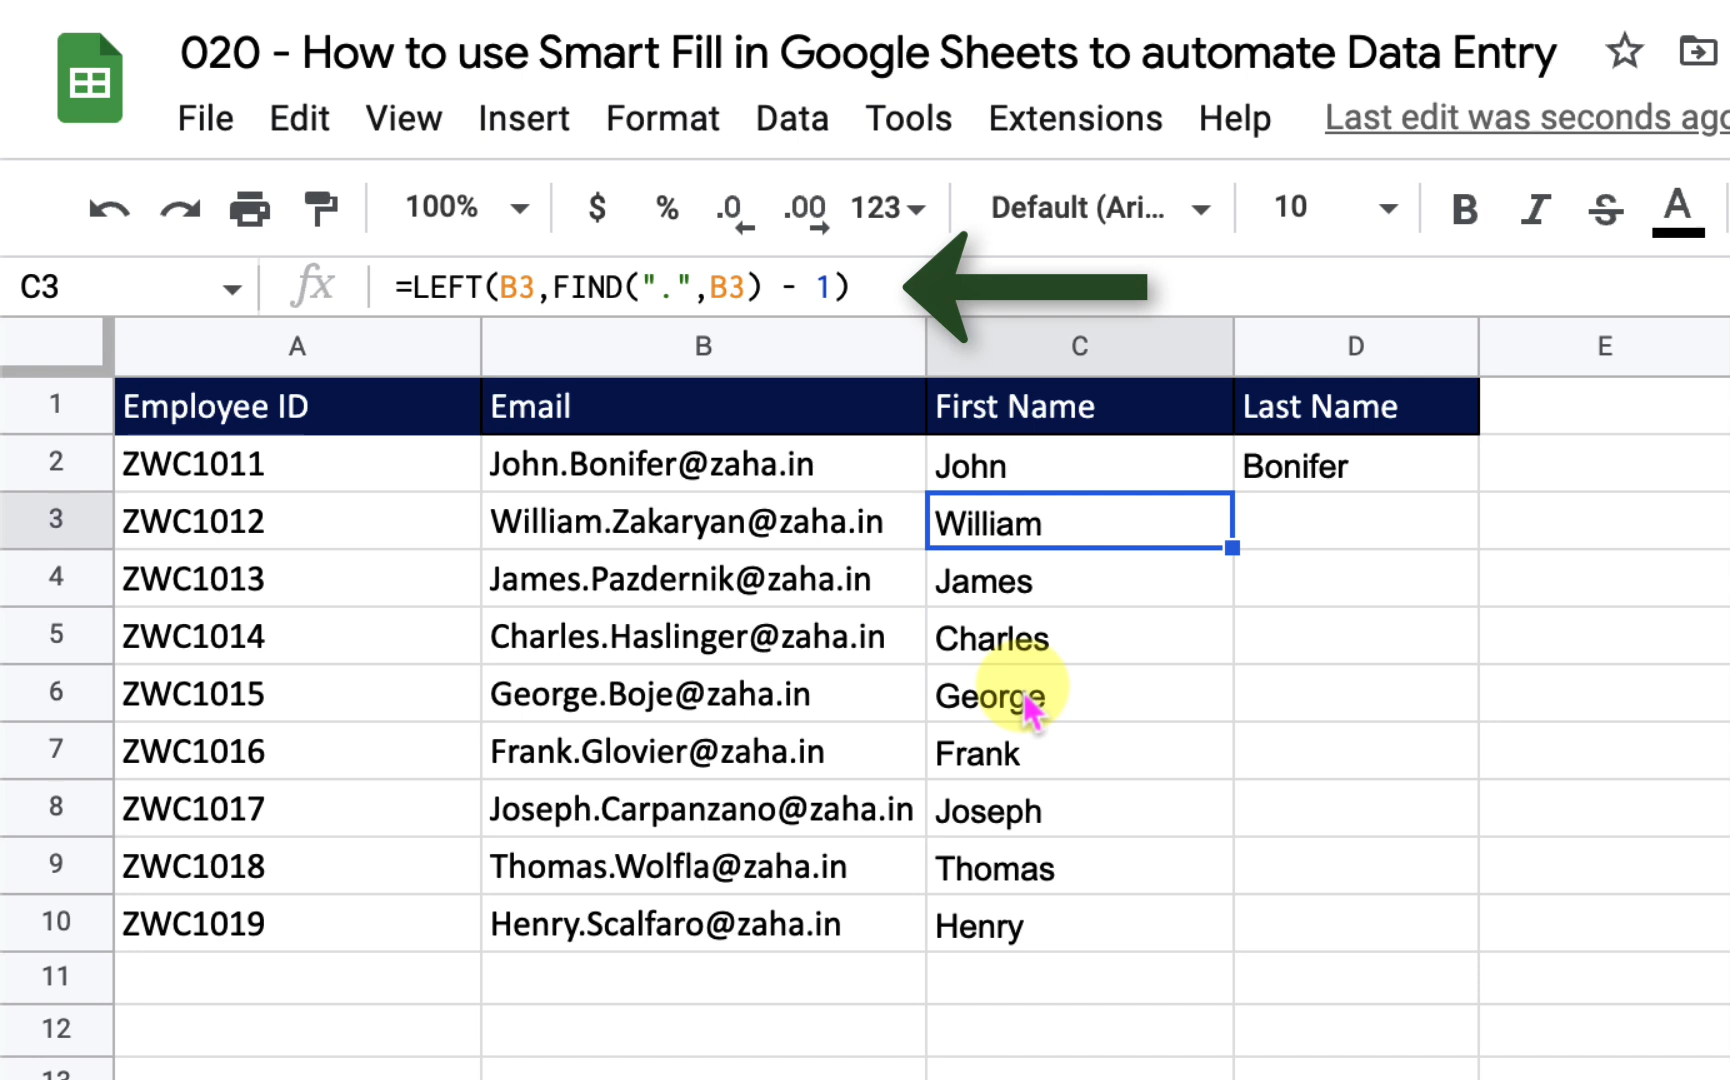 020 - How to use Smart Fill in Google Sheets to automate Data Entry
File Edit View Insert Format Data Tools Extensions Help Last edit was seconds ago
100% $ % .0 .00 123 Default (Ari... 10 B I S A
C3 fx =LEFT(B3,FIND(".",B3) - 1)
A B C D E
1 Employee ID Email First Name Last Name
2 ZWC1011 John.Bonifer@zaha.in John Bonifer
3 ZWC1012 William.Zakaryan@zaha.in William
4 ZWC1013 James.Pazdernik@zaha.in James
5 ZWC1014 Charles.Haslinger@zaha.in Charles
6 ZWC1015 George.Boje@zaha.in George
7 ZWC1016 Frank.Glovier@zaha.in Frank
8 ZWC1017 Joseph.Carpanzano@zaha.in Joseph
9 ZWC1018 Thomas.Wolfla@zaha.in Thomas
10 ZWC1019 Henry.Scalfaro@zaha.in Henry
11
12
13